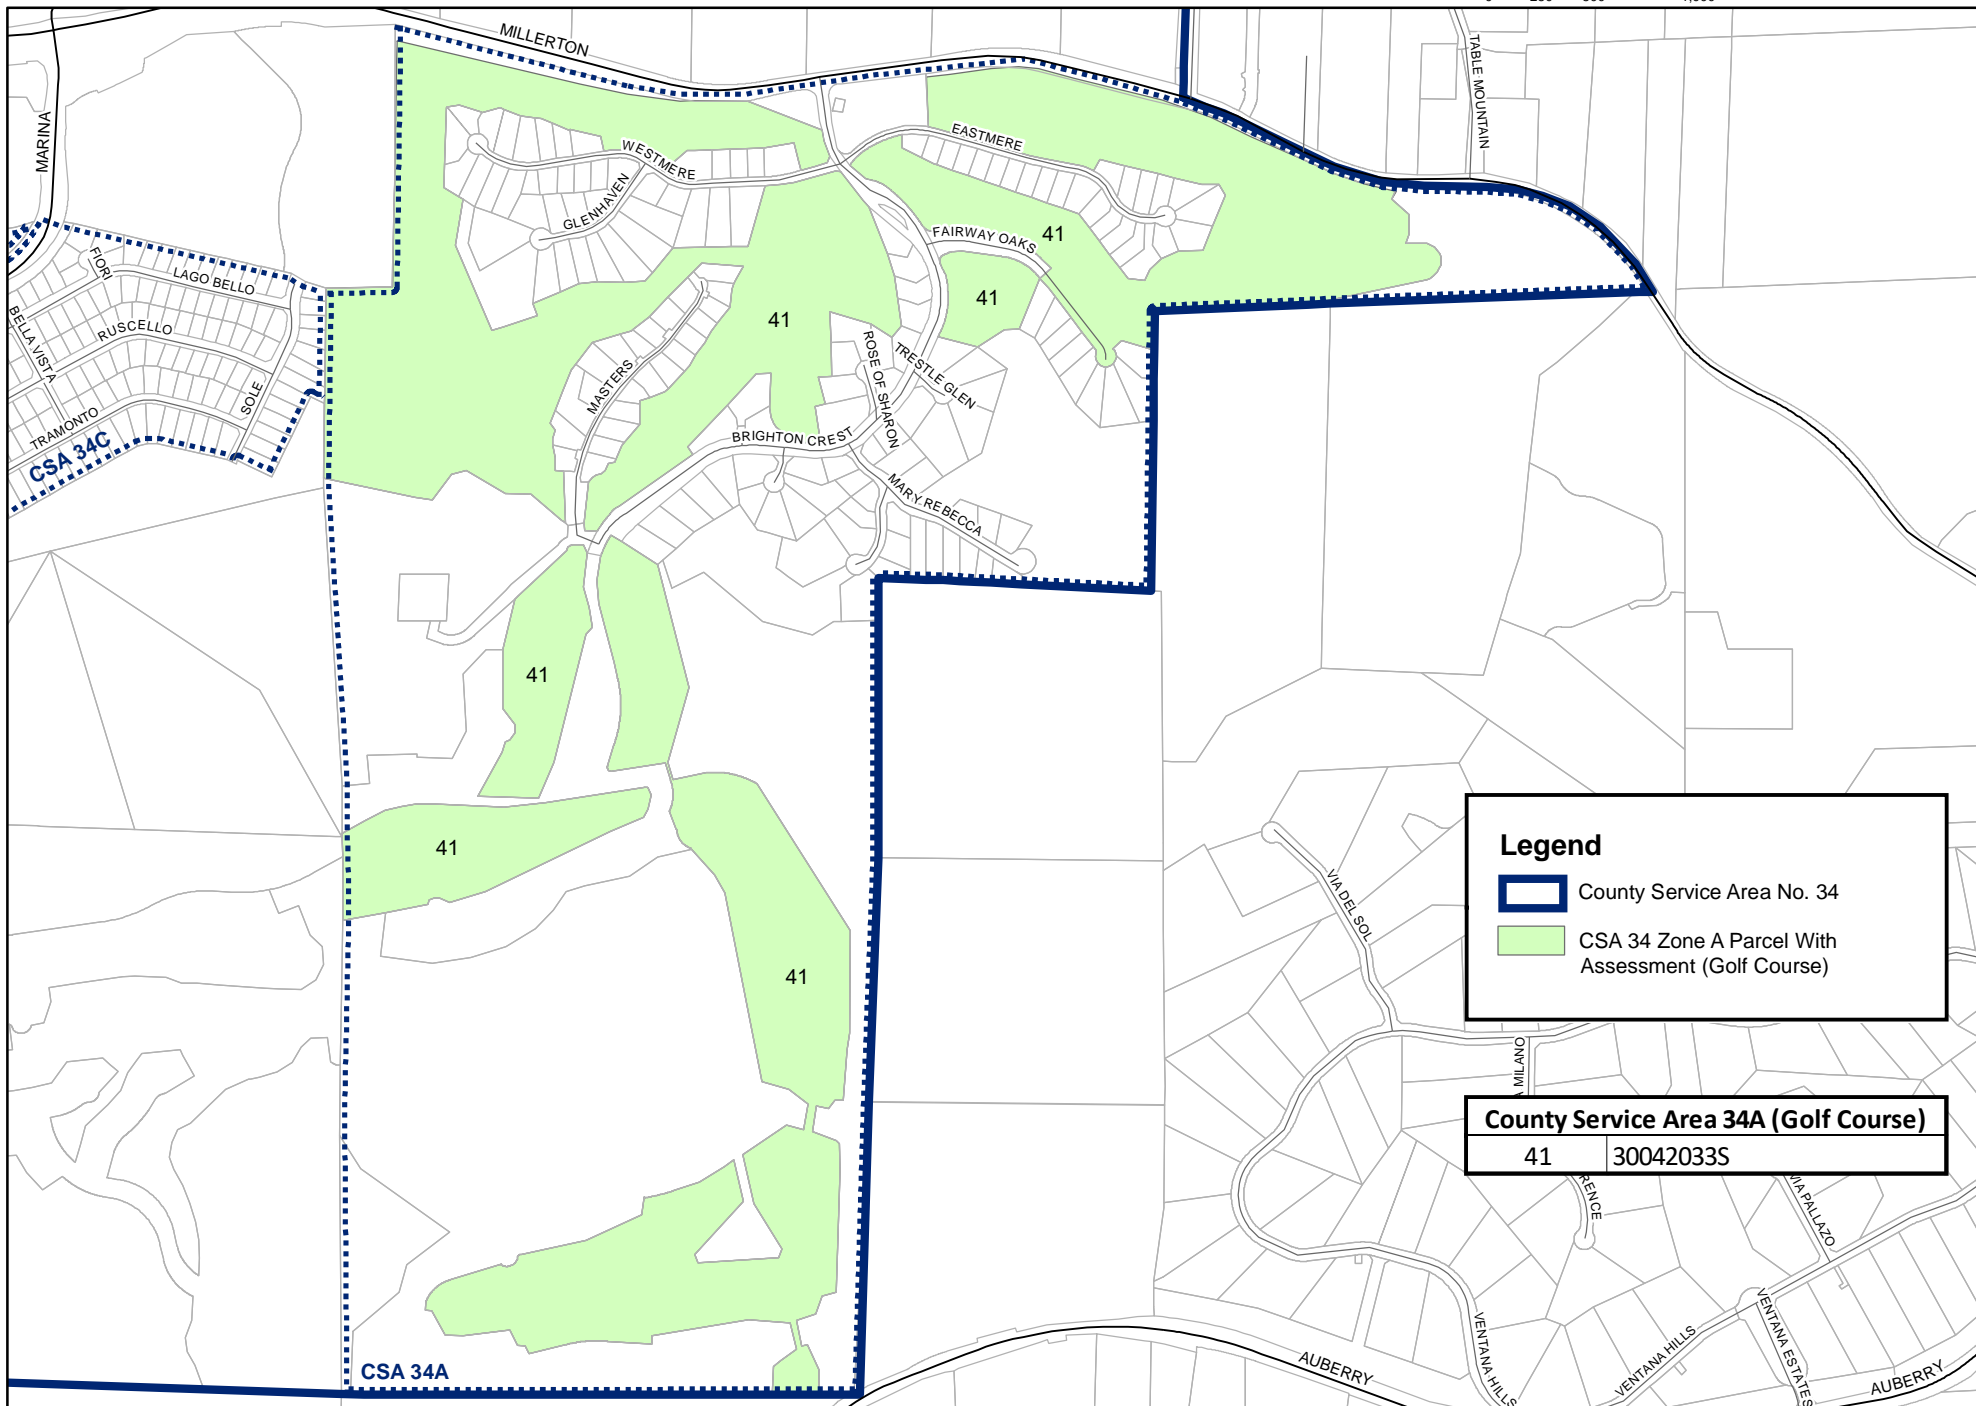 MILLERTON
TABLE MOUNTAIN
MARINA
EASTMERE
WESTMERE
GLENHAVEN
FAIRWAY OAKS
41
41
41
FIORI
LAGO BELLO
BELLA VISTA
RUSCELLO
SOLE
TRAMONTO
CSA 34C
MASTERS
ROSE OF SHARON
TRESTLE GLEN
BRIGHTON CREST
MARY REBECCA
41
41
41
VIA DEL SOL
Legend
County Service Area No. 34
CSA 34 Zone A Parcel With
Assessment (Golf Course)
MILANO
County Service Area 34A (Golf Course)
41 30042033S
RENCE
VIA PALLAZO
VENTANA HILLS
VENTANA HILLS
VENTANA ESTATES
AUBERRY
AUBERRY
CSA 34A